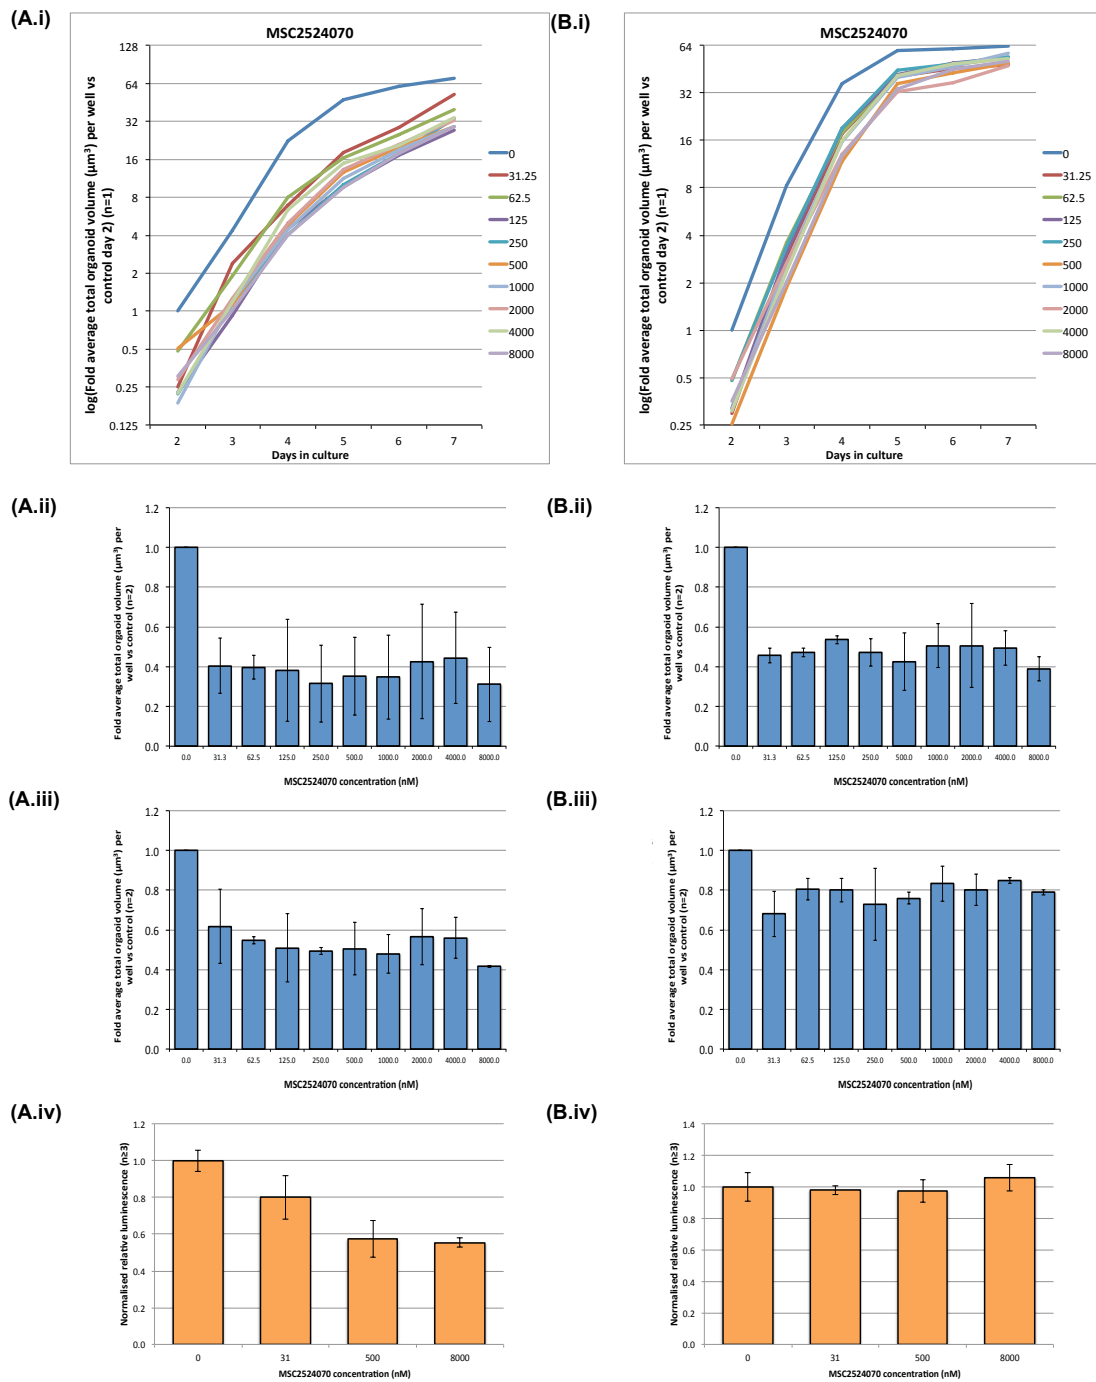 (A.i)
MSC2524070
log(Fold average total organoid volume (µm³) per well vs
control day 2) (n=1)
128
64
32
16
8
4
2
1
0.5
0.25
0.125
2 3 4 5 6 7
Days in culture
0
31.25
62.5
125
250
500
1000
2000
4000
8000
(B.i)
MSC2524070
log(Fold average total organoid volume (µm³) per well vs
control day 2) (n=1)
64
32
16
8
4
2
1
0.5
0.25
2 3 4 5 6 7
Days in culture
0
31.25
62.5
125
250
500
1000
2000
4000
8000
(A.ii)
Fold average total orgaoid volume (µm³) per
well vs control (n=2)
1.2
1.0
0.8
0.6
0.4
0.2
0.0
0.0 31.3 62.5 125.0 250.0 500.0 1000.0 2000.0 4000.0 8000.0
MSC2524070 concentration (nM)
(B.ii)
Fold average total orgaoid volume (µm³) per
well vs control (n=2)
1.2
1.0
0.8
0.6
0.4
0.2
0.0
0.0 31.3 62.5 125.0 250.0 500.0 1000.0 2000.0 4000.0 8000.0
MSC2524070 concentration (nM)
(A.iii)
Fold average total orgaoid volume (µm³) per
well vs control (n=2)
1.2
1.0
0.8
0.6
0.4
0.2
0.0
0.0 31.3 62.5 125.0 250.0 500.0 1000.0 2000.0 4000.0 8000.0
MSC2524070 concentration (nM)
(B.iii)
Fold average total orgaoid volume (µm³) per
well vs control (n=2)
1.2
1.0
0.8
0.6
0.4
0.2
0.0
0.0 31.3 62.5 125.0 250.0 500.0 1000.0 2000.0 4000.0 8000.0
MSC2524070 concentration (nM)
(A.iv)
Normalised relative luminescence (n≥3)
1.2
1.0
0.8
0.6
0.4
0.2
0.0
0 31 500 8000
MSC2524070 concentration (nM)
(B.iv)
Normalised relative luminescence (n≥3)
1.4
1.2
1.0
0.8
0.6
0.4
0.2
0.0
0 31 500 8000
MSC2524070 concentration (nM)